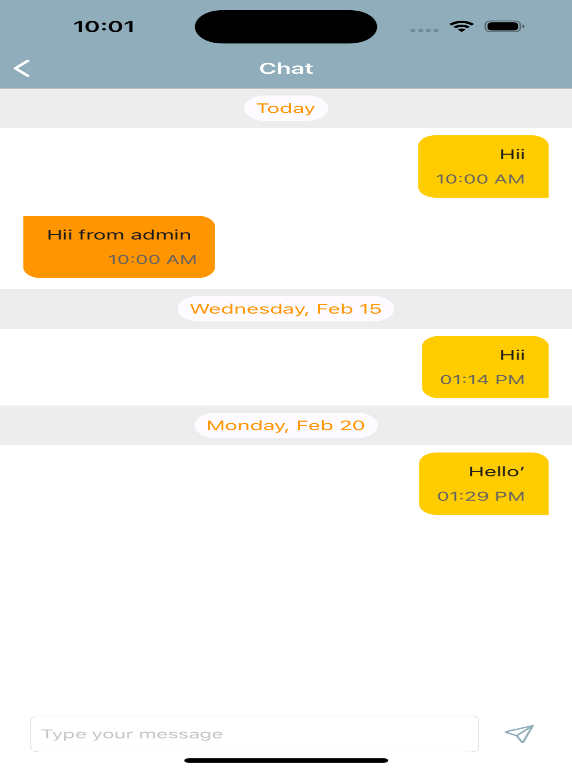 10:01
Chat
Today
Hii
10:00 AM
Hii from admin
10:00 AM
Wednesday, Feb 15
Hii
01:14 PM
Monday, Feb 20
Hello’
01:29 PM
Type your message